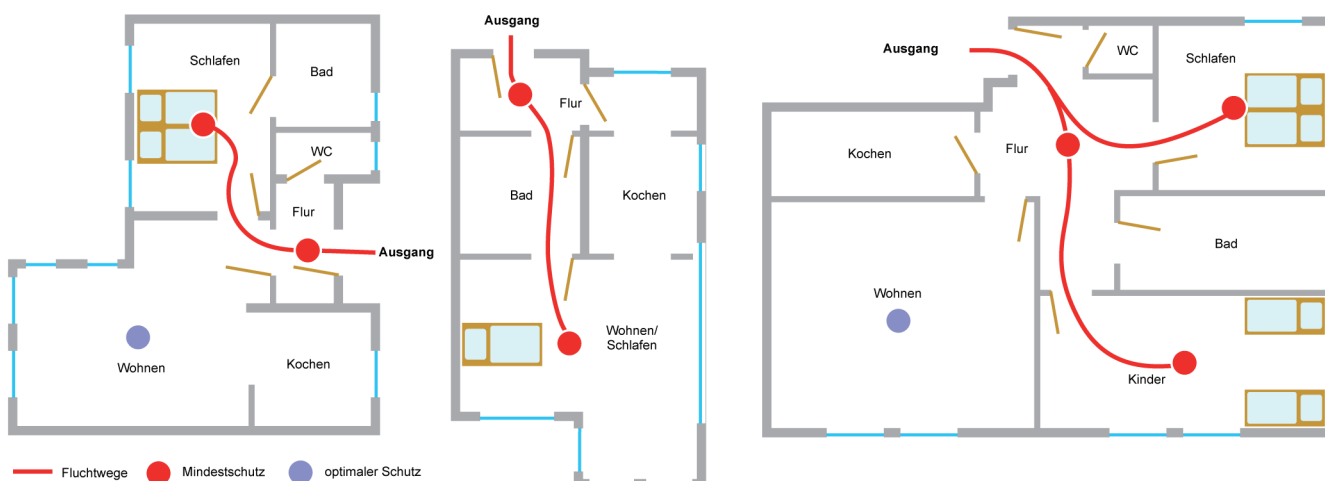 Schlafen
Bad
WC
Flur
Ausgang
Wohnen
Kochen
Ausgang
Flur
Bad
Kochen
Wohnen/
Schlafen
Ausgang
WC
Schlafen
Kochen
Flur
Bad
Wohnen
Kinder
Fluchtwege
Mindestschutz
optimaler Schutz